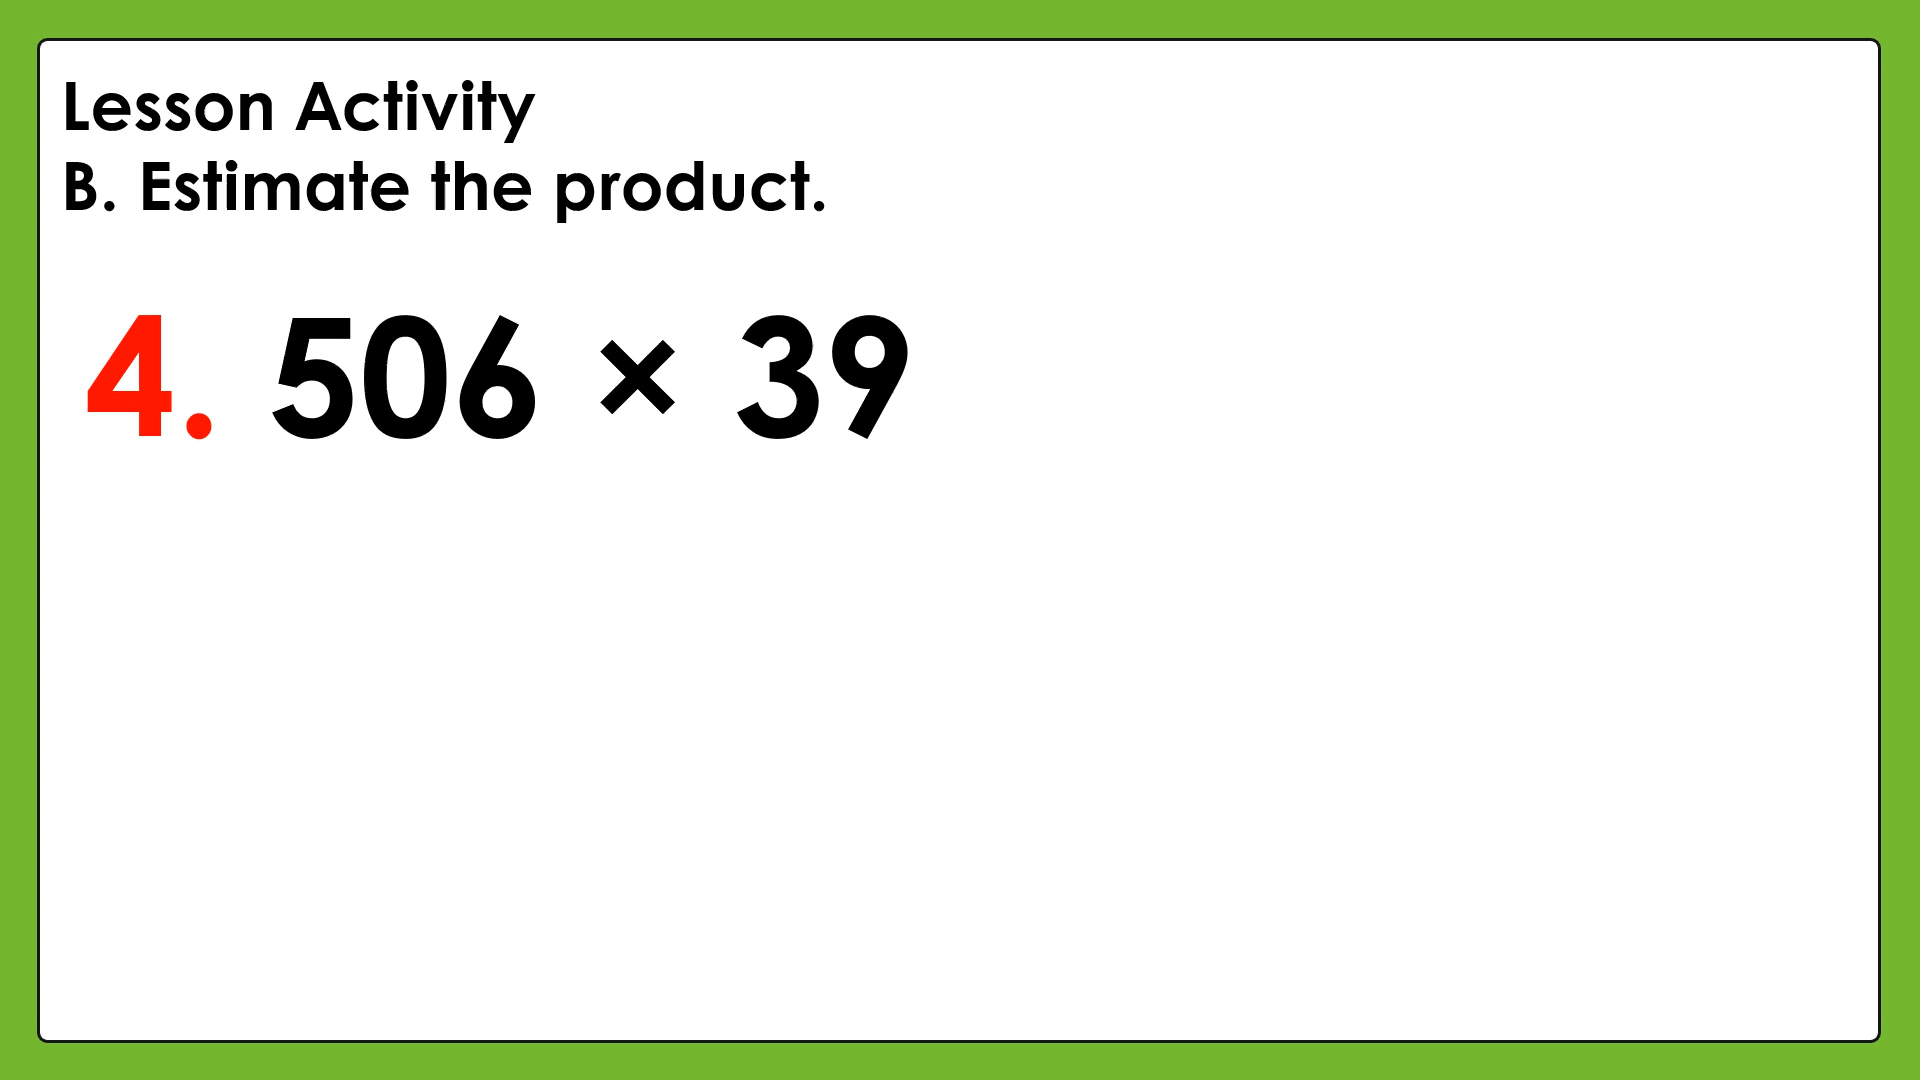 Lesson Activity
B. Estimate the product.
4. 506 × 39